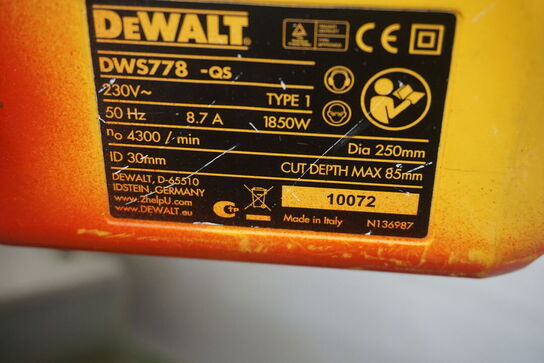 DEWALT
DWS778 -QS
230V~ TYPE 1
50 Hz 8.7 A 1850W
no 4300 / min Dia 250mm
ID 30mm CUT DEPTH MAX 85mm
DEWALT, D-65510
IDSTEIN, GERMANY
www.2helpU.com
www.DEWALT.eu
10072
Made in Italy N136987